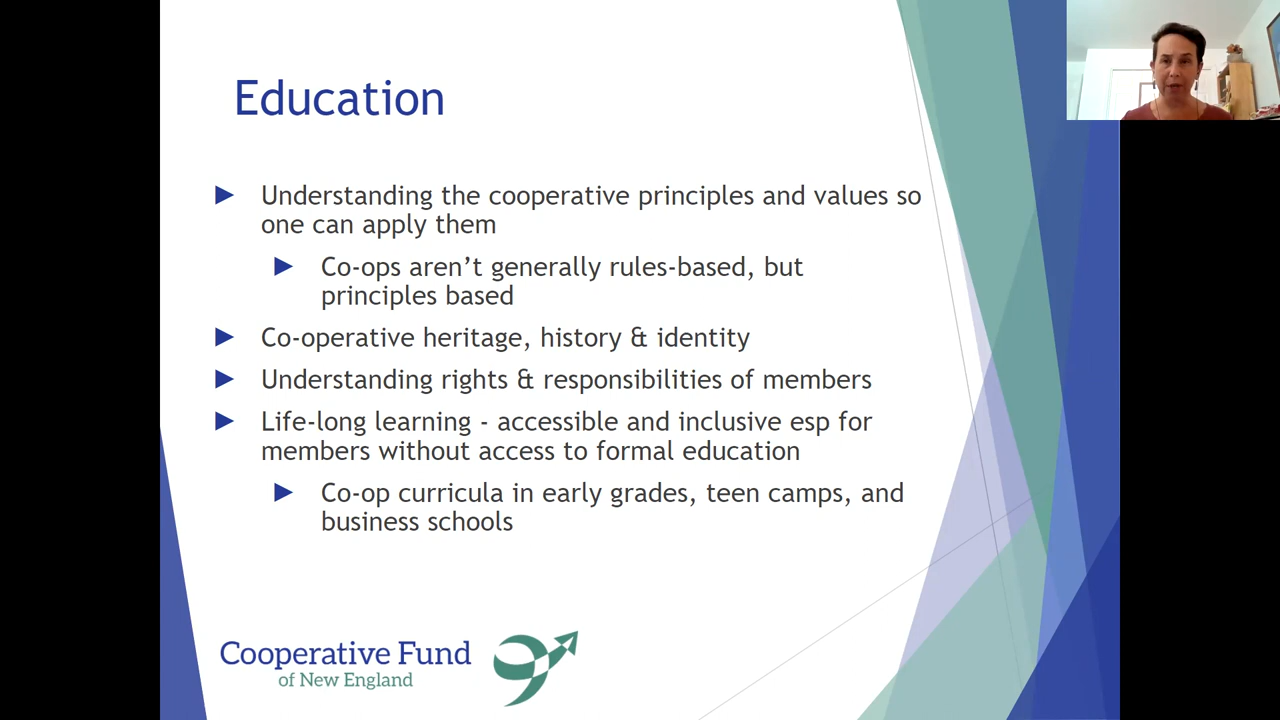 Education
Understanding the cooperative principles and values so
one can apply them
Co-ops aren’t generally rules-based, but
principles based
Co-operative heritage, history & identity
Understanding rights & responsibilities of members
Life-long learning - accessible and inclusive esp for
members without access to formal education
Co-op curricula in early grades, teen camps, and
business schools
Cooperative Fund
of New England